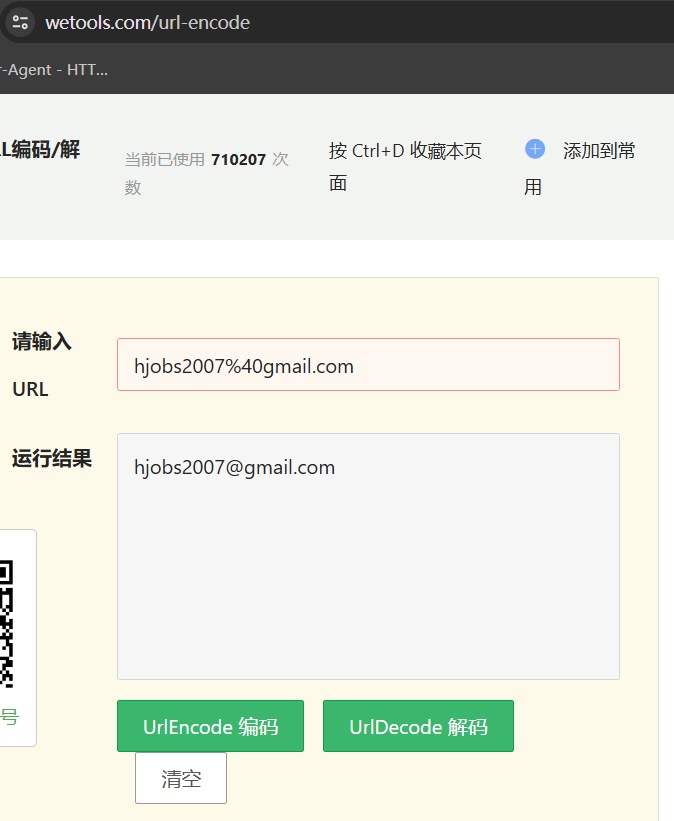 wetools.com/url-encode
r-Agent - HTT...
L编码/解
当前已使用 710207 次
数
按 Ctrl+D 收藏本页
面
添加到常
用
请输入
URL
hjobs2007%40gmail.com
运行结果
hjobs2007@gmail.com
号
UrlEncode 编码
UrlDecode 解码
清空